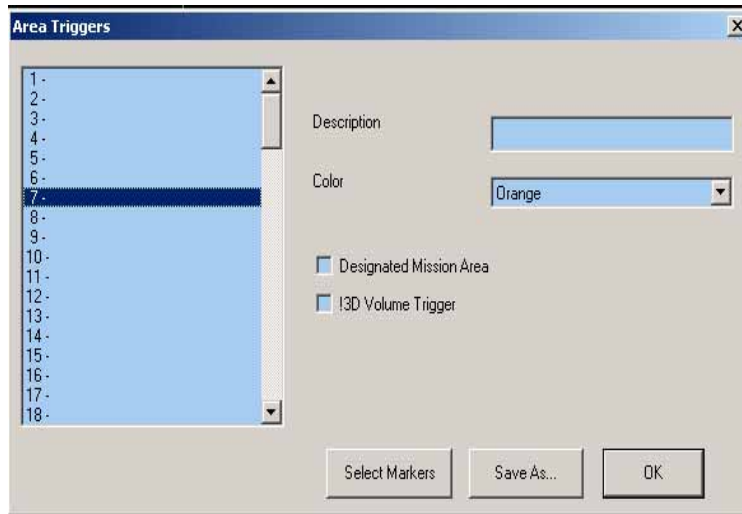 Area Triggers
1 -
2 -
3 -
4 -
5 -
6 -
7 -
8 -
9 -
10 -
11 -
12 -
13 -
14 -
15 -
16 -
17 -
18 -
Description
Color
Orange
Designated Mission Area
!3D Volume Trigger
Select Markers
Save As...
OK